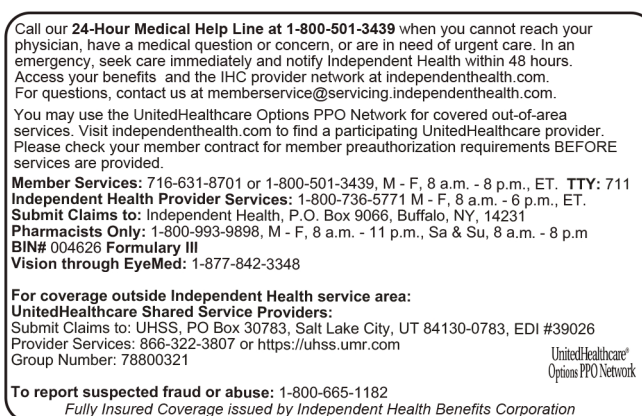 Call our 24-Hour Medical Help Line at 1-800-501-3439 when you cannot reach your
physician, have a medical question or concern, or are in need of urgent care. In an
emergency, seek care immediately and notify Independent Health within 48 hours.
Access your benefits and the IHC provider network at independenthealth.com.
For questions, contact us at memberservice@servicing.independenthealth.com.
You may use the UnitedHealthcare Options PPO Network for covered out-of-area
services. Visit independenthealth.com to find a participating UnitedHealthcare provider.
Please check your member contract for member preauthorization requirements BEFORE
services are provided.
Member Services: 716-631-8701 or 1-800-501-3439, M - F, 8 a.m. - 8 p.m., ET. TTY: 711
Independent Health Provider Services: 1-800-736-5771 M - F, 8 a.m. - 6 p.m., ET.
Submit Claims to: Independent Health, P.O. Box 9066, Buffalo, NY, 14231
Pharmacists Only: 1-800-993-9898, M - F, 8 a.m. - 11 p.m., Sa & Su, 8 a.m. - 8 p.m
BIN# 004626 Formulary III
Vision through EyeMed: 1-877-842-3348
For coverage outside Independent Health service area:
UnitedHealthcare Shared Service Providers:
Submit Claims to: UHSS, PO Box 30783, Salt Lake City, UT 84130-0783, EDI #39026
Provider Services: 866-322-3807 or https://uhss.umr.com
Group Number: 78800321
UnitedHealthcare®
Options PPO Network
To report suspected fraud or abuse: 1-800-665-1182
Fully Insured Coverage issued by Independent Health Benefits Corporation